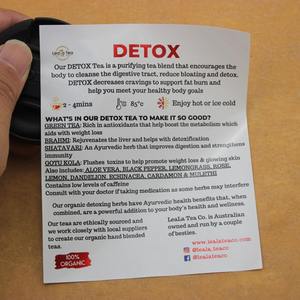 Leala Tea
DETOX
Our DETOX Tea is a purifying tea blend that encourages the
body to cleanse the digestive tract, reduce bloating and detox.
DETOX decreases cravings to support fat burn and
help you meet your healthy body goals
2 - 4mins
85°c
Enjoy hot or ice cold
WHAT'S IN OUR DETOX TEA TO MAKE IT SO GOOD?
GREEN TEA: Rich in antioxidants that help boost the metabolism which
aids with weight loss
BRAHMI: Rejuvenates the liver and helps with detoxification
SHATAVARI: An Ayurvedic herb that improves digestion and strengthens
immunity
GOTU KOLA: Flushes toxins to help promote weight loss & glowing skin
Also includes: ALOE VERA, BLACK PEPPER, LEMONGRASS, ROSE,
LEMON, DANDELION, ECHINACEA, CARDAMON & MULETHI
Contains low levels of caffeine
Consult with your doctor if taking medication as some herbs may interfere
Our organic detoxing herbs have Ayurvedic health benefits that, when
combined, are a powerful addition to your body's health and wellness.
Our teas are ethically sourced and
we work closely with local suppliers
to create our organic hand blended
teas.
Leala Tea Co. is Australian
owned and run by a couple
of besties.
www.lealateaco.com
@leala.teaco
@lealateaco
100%
ORGANIC